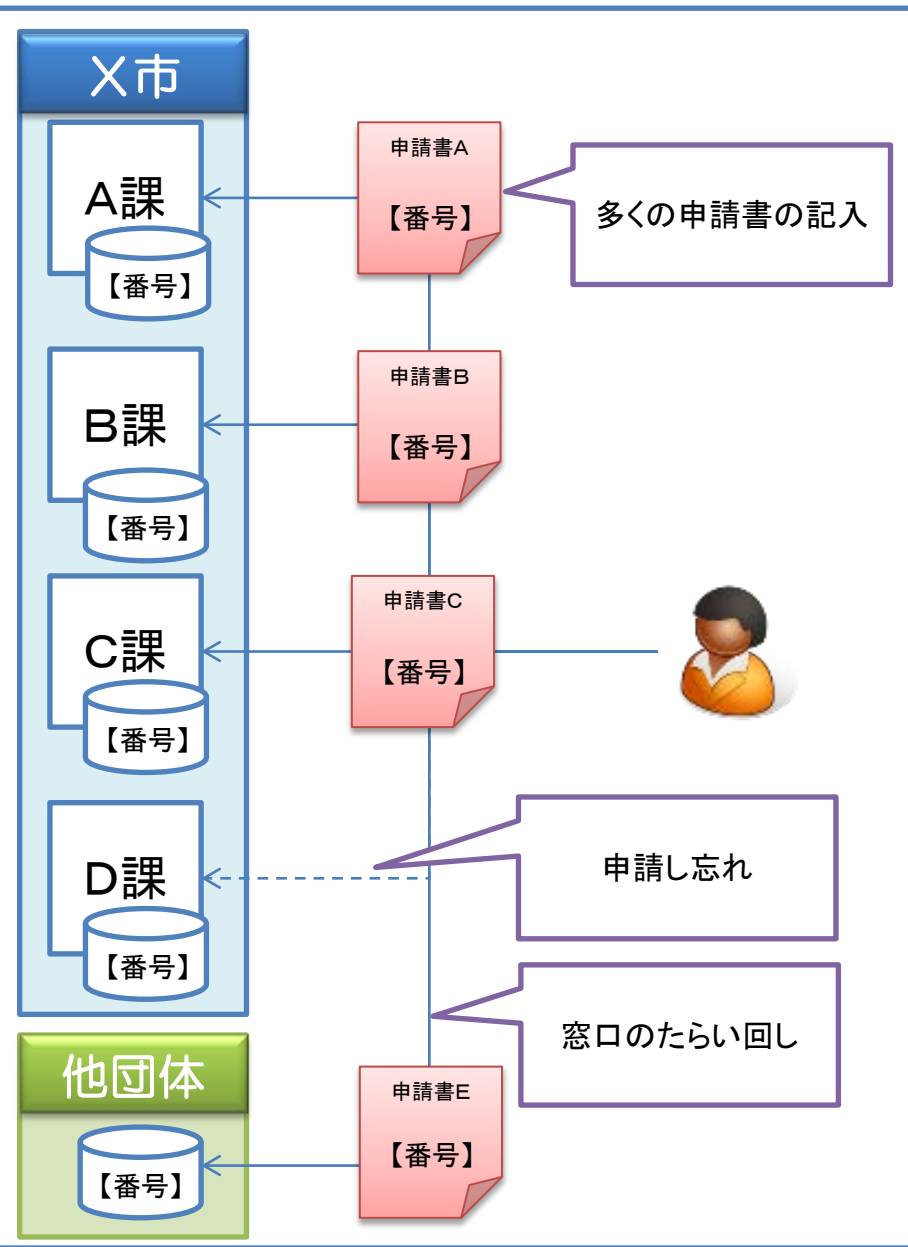 X市
A課
【番号】
申請書A
【番号】
多くの申請書の記入
B課
【番号】
申請書B
【番号】
C課
【番号】
申請書C
【番号】
D課
【番号】
申請し忘れ
窓口のたらい回し
他団体
【番号】
申請書E
【番号】